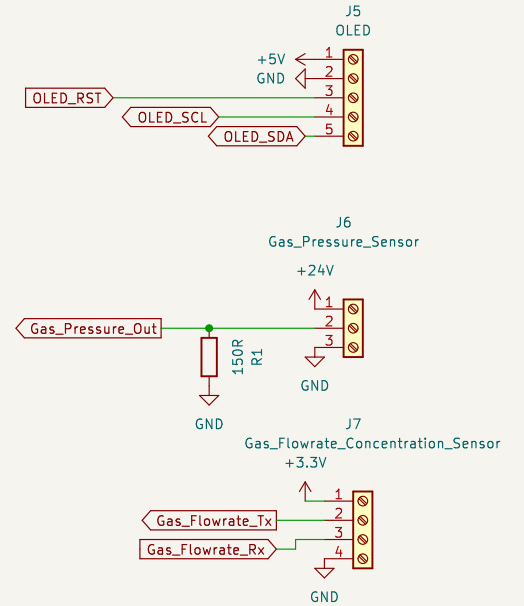 J5
OLED
+5V
1
GND
2
OLED_RST
3
OLED_SCL
4
OLED_SDA
5
J6
Gas_Pressure_Sensor
+24V
1
Gas_Pressure_Out
2
3
150R
R1
GND
GND
J7
Gas_Flowrate_Concentration_Sensor
+3.3V
1
Gas_Flowrate_Tx
2
Gas_Flowrate_Rx
3
4
GND